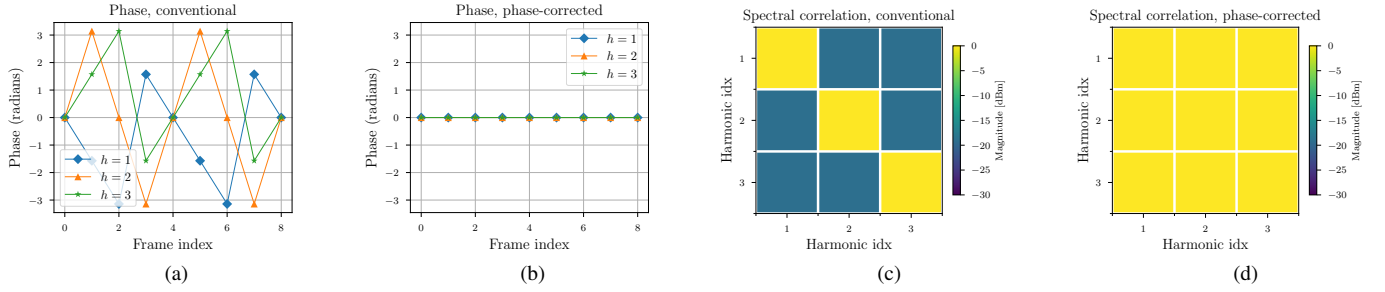 Phase, conventional
3
2
1
0
−1
−2
−3
Phase (radians)
h = 1
h = 2
h = 3
0 2 4 6 8
Frame index
(a)
Phase, phase-corrected
3
2
1
0
−1
−2
−3
Phase (radians)
h = 1
h = 2
h = 3
0 2 4 6 8
Frame index
(b)
Spectral correlation, conventional
1
2
3
Harmonic idx
1 2 3
Harmonic idx
0
−5
−10
−15
−20
−25
−30
Magnitude [dBm]
(c)
Spectral correlation, phase-corrected
1
2
3
Harmonic idx
1 2 3
Harmonic idx
0
−5
−10
−15
−20
−25
−30
Magnitude [dBm]
(d)